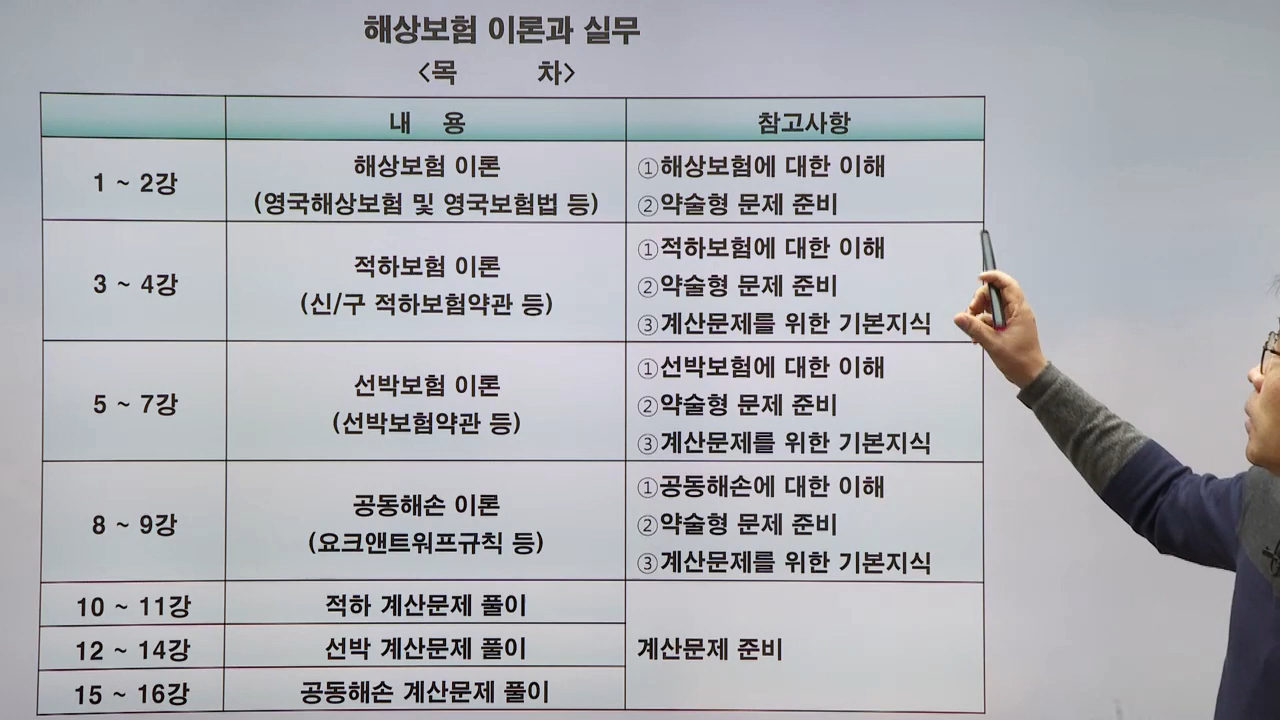 해상보험 이론과 실무
<목 차>
내 용
참고사항
1 ~ 2강
해상보험 이론
(영국해상보험 및 영국보험법 등)
①해상보험에 대한 이해
②약술형 문제 준비
3 ~ 4강
적하보험 이론
(신/구 적하보험약관 등)
①적하보험에 대한 이해
②약술형 문제 준비
③계산문제를 위한 기본지식
5 ~ 7강
선박보험 이론
(선박보험약관 등)
①선박보험에 대한 이해
②약술형 문제 준비
③계산문제를 위한 기본지식
8 ~ 9강
공동해손 이론
(요크앤트워프규칙 등)
①공동해손에 대한 이해
②약술형 문제 준비
③계산문제를 위한 기본지식
10 ~ 11강
적하 계산문제 풀이
12 ~ 14강
선박 계산문제 풀이
15 ~ 16강
공동해손 계산문제 풀이
계산문제 준비